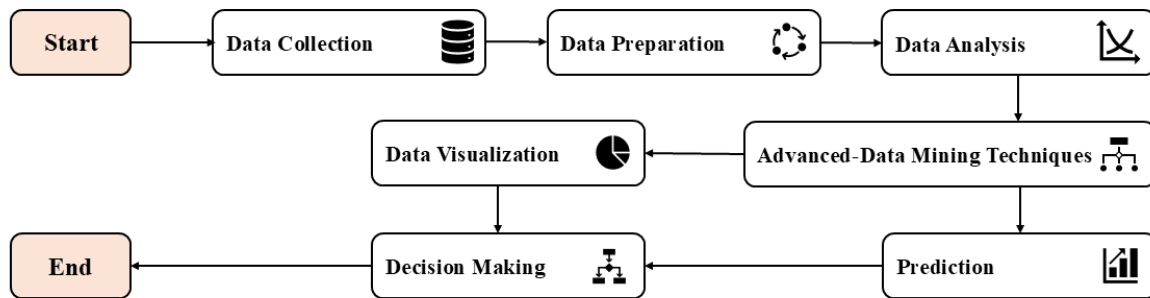 Start
Data Collection
Data Preparation
Data Analysis
Data Visualization
Advanced-Data Mining Techniques
End
Decision Making
Prediction